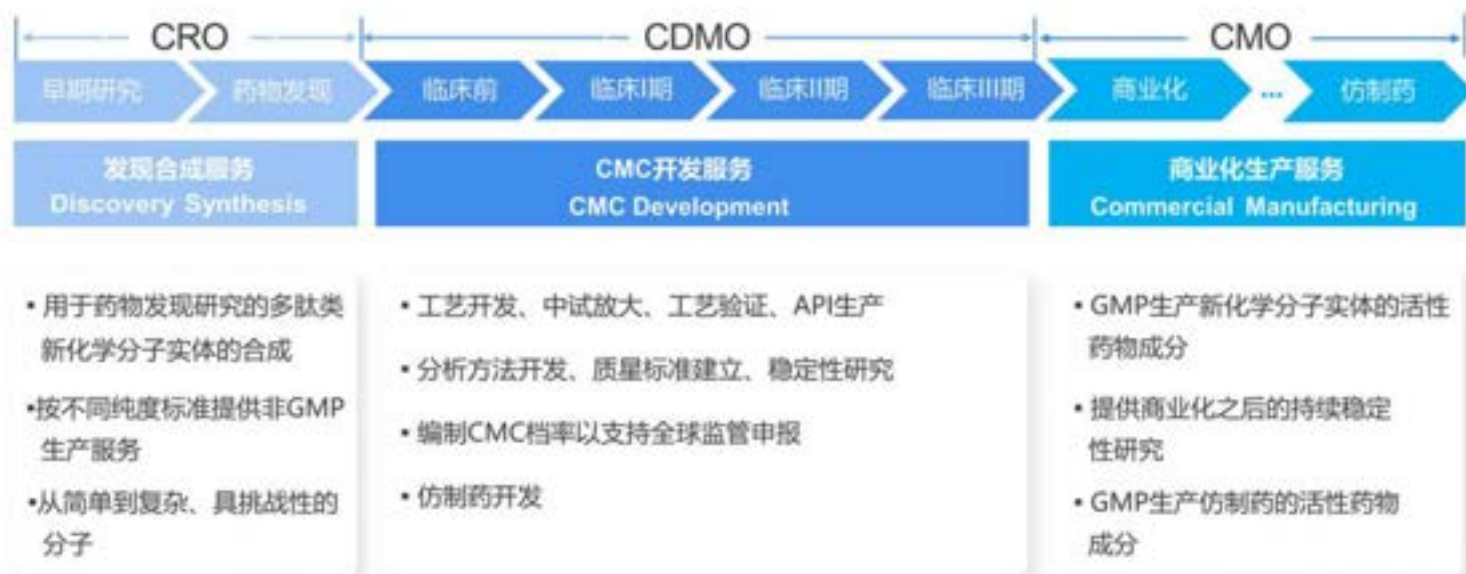 CRO CDMO CMO
早期研究 药物发现 临床前 临床I期 临床II期 临床III期 商业化 ... 仿制药
发现合成服务
Discovery Synthesis
CMC开发服务
CMC Development
商业化生产服务
Commercial Manufacturing
• 用于药物发现研究的多肽类
新化学分子实体的合成
•按不同纯度标准提供非GMP
生产服务
•从简单到复杂、具挑战性的
分子
• 工艺开发、中试放大、工艺验证、API生产
• 分析方法开发、质星标准建立、稳定性研究
• 编制CMC档率以支持全球监管申报
• 仿制药开发
• GMP生产新化学分子实体的活性
药物成分
• 提供商业化之后的持续稳定
性研究
• GMP生产仿制药的活性药物
成分